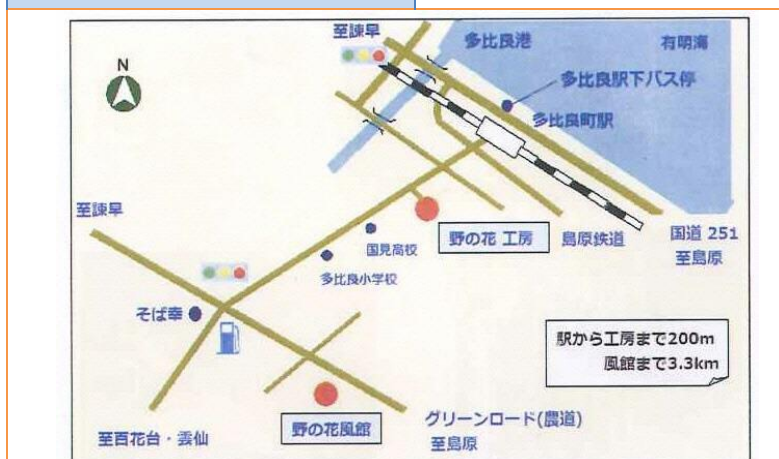 至諫早
多比良港
有明海
N
多比良駅下バス停
多比良町駅
至諫早
野の花 工房
島原鉄道
国道 251
至島原
国見高校
多比良小学校
そば幸
駅から工房まで200m
風館まで3.3km
野の花風館
グリーンロード(農道)
至島原
至百花台・雲仙